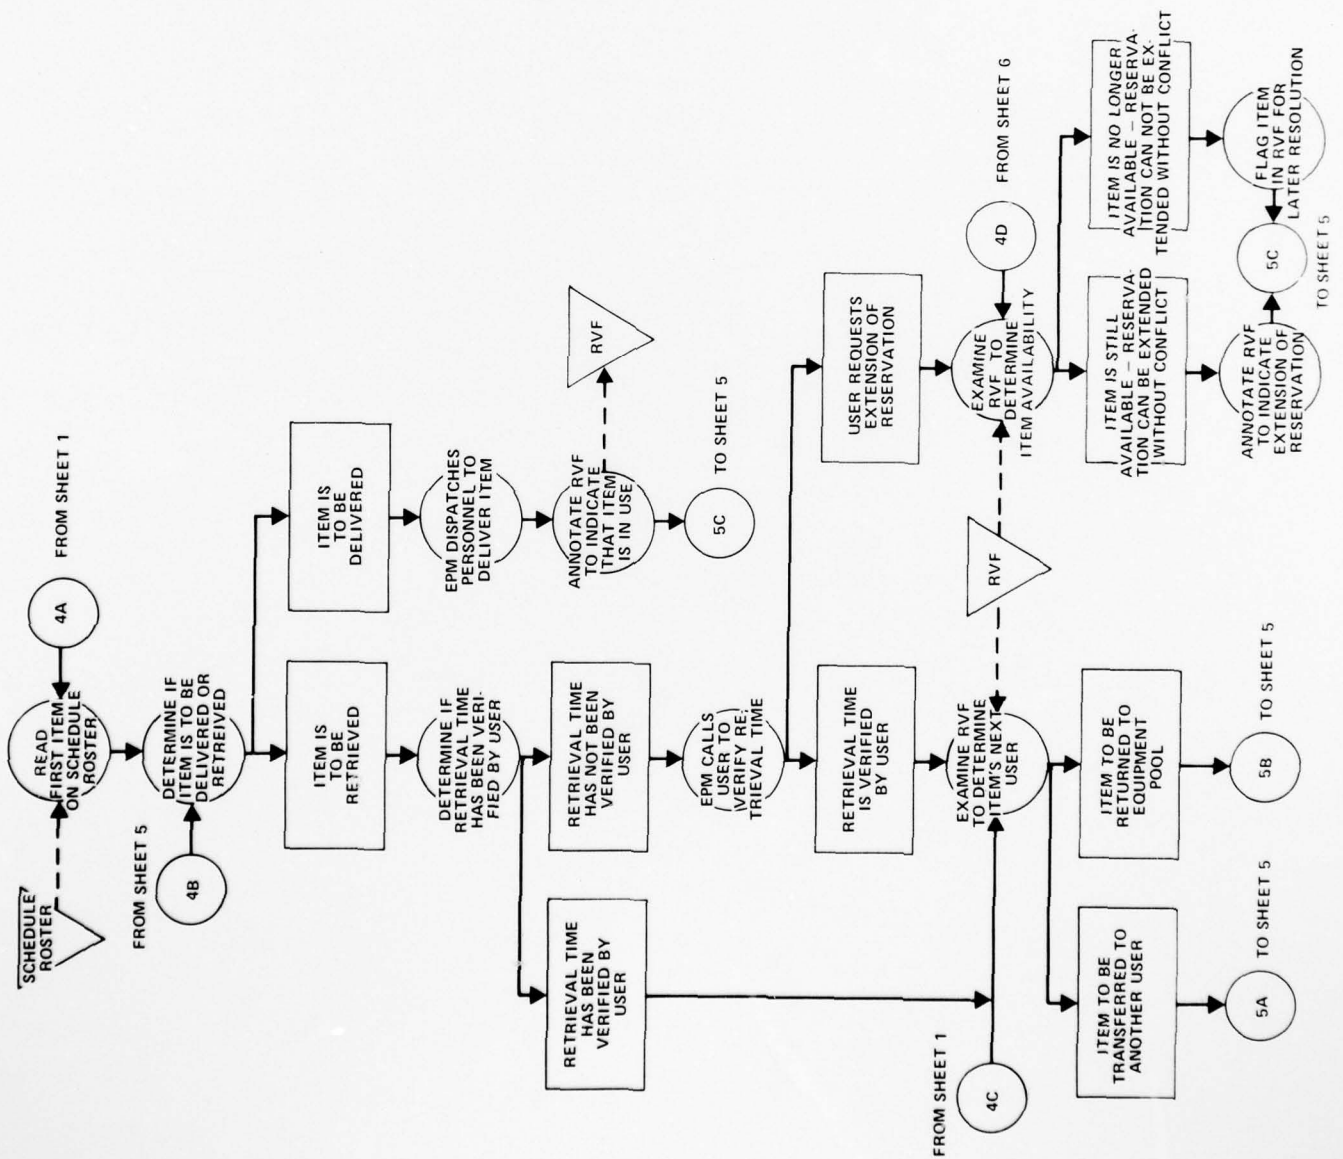 SCHEDULE
ROSTER
READ
FIRST ITEM
ON SCHEDULE
ROSTER
4A
FROM SHEET 1
FROM SHEET 5
4B
DETERMINE IF
ITEM IS TO BE
DELIVERED OR
RETREIVED
ITEM IS
TO BE
RETRIEVED
ITEM IS
TO BE
DELIVERED
DETERMINE IF
RETRIEVAL TIME
HAS BEEN VERI-
FIED BY USER
EPM DISPATCHES
PERSONNEL TO
DELIVER ITEM
RETRIEVAL TIME
HAS BEEN
VERIFIED BY
USER
RETRIEVAL TIME
HAS NOT BEEN
VERIFIED BY
USER
ANNOTATE RVF
TO INDICATE
THAT ITEM
IS IN USE
RVF
EPM CALLS
USER TO
VERIFY RE-
TRIEVAL TIME
5C
TO SHEET 5
RETRIEVAL TIME
IS VERIFIED
BY USER
USER REQUESTS
EXTENSION OF
RESERVATION
FROM SHEET 1
4C
EXAMINE RVF
TO DETERMINE
ITEM'S NEXT
USER
RVF
EXAMINE
RVF TO
DETERMINE
ITEM AVAILABILITY
4D
FROM SHEET 6
ITEM TO BE
TRANSFERRED TO
ANOTHER USER
ITEM TO BE
RETURNED TO
EQUIPMENT
POOL
ITEM IS STILL
AVAILABLE – RESERVA-
TION CAN BE EXTENDED
WITHOUT CONFLICT
ITEM IS NO LONGER
AVAILABLE – RESERVA-
TION CAN NOT BE EX-
TENDED WITHOUT CONFLICT
5A
TO SHEET 5
5B
TO SHEET 5
ANNOTATE RVF
TO INDICATE
EXTENSION OF
RESERVATION
5C
TO SHEET 5
FLAG ITEM
IN RVF FOR
LATER RESOLUTION